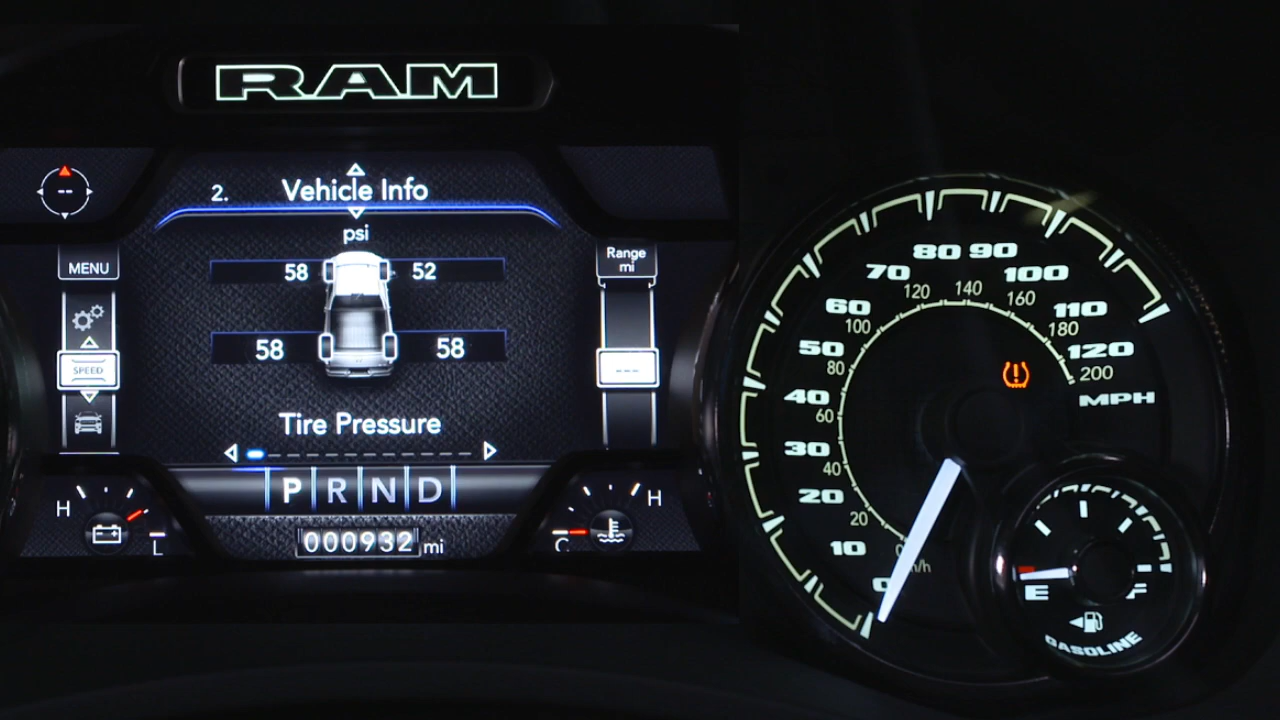 RAM
2. Vehicle Info
psi
58 52
58 58
Tire Pressure
MENU
SPEED
Range
mi
---
--
P R N D
H
L
H
C
000932 mi
0
10
20
30
40
50
60
70
80
90
100
110
120
MPH
20
40
60
80
100
120
140
160
180
200
E
F
GASOLINE